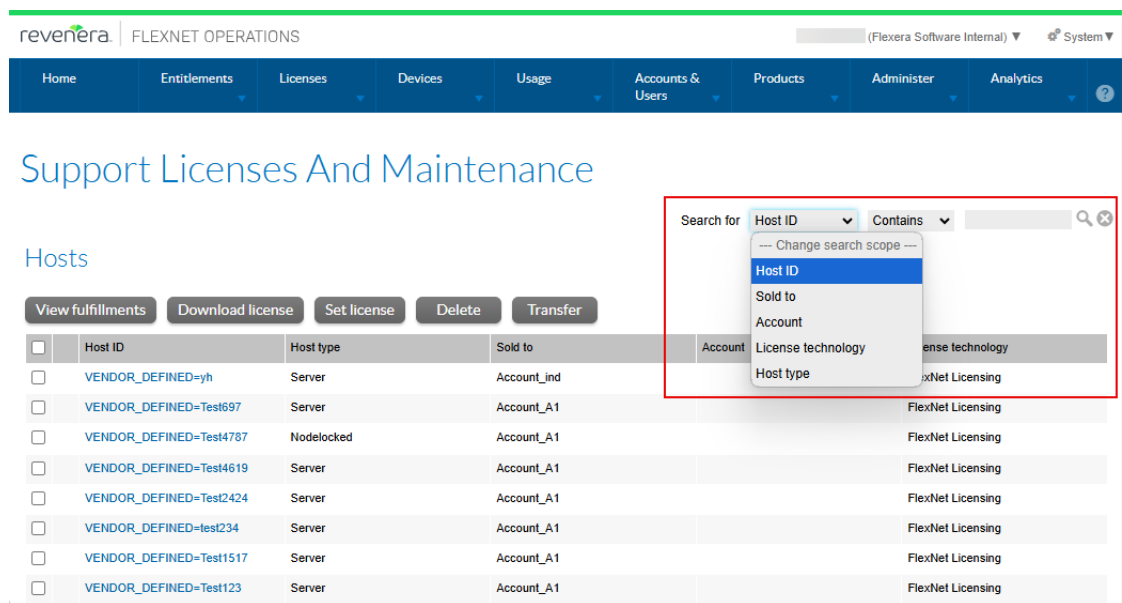 revenera. FLEXNET OPERATIONS (Flexera Software Internal) ▼ System ▼
Home Entitlements Licenses Devices Usage Accounts & Users Products Administer Analytics ?
Support Licenses And Maintenance
Search for Host ID Contains
--- Change search scope ---
Host ID
Sold to
Account
License technology
Host type
Hosts
View fulfillments Download license Set license Delete Transfer
Host ID Host type Sold to Account ense technology
VENDOR_DEFINED=yh Server Account_ind exNet Licensing
VENDOR_DEFINED=Test697 Server Account_A1 FlexNet Licensing
VENDOR_DEFINED=Test4787 Nodelocked Account_A1 FlexNet Licensing
VENDOR_DEFINED=Test4619 Server Account_A1 FlexNet Licensing
VENDOR_DEFINED=Test2424 Server Account_A1 FlexNet Licensing
VENDOR_DEFINED=test234 Server Account_A1 FlexNet Licensing
VENDOR_DEFINED=Test1517 Server Account_A1 FlexNet Licensing
VENDOR_DEFINED=Test123 Server Account_A1 FlexNet Licensing